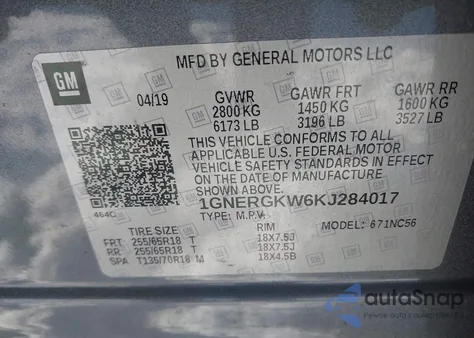 MFD BY GENERAL MOTORS LLC
GM
04/19 GVWR GAWR FRT GAWR RR
2800 KG 1450 KG 1600 KG
6173 LB 3196 LB 3527 LB
THIS VEHICLE CONFORMS TO ALL
APPLICABLE U.S. FEDERAL MOTOR
VEHICLE SAFETY STANDARDS IN EFFECT
ON THE DATE OF MANUFACTURE
SHOWN ABOVE.
1GNERGKW6KJ284017
464C
TYPE: M.P.V. MODEL: 671NC56
TIRE SIZE RIM
FRT 255/65R18 T 18X7.5J
RR 255/65R18 T 18X7.5J
SPA T135/70R18 M 18X4.5B
autoSnap